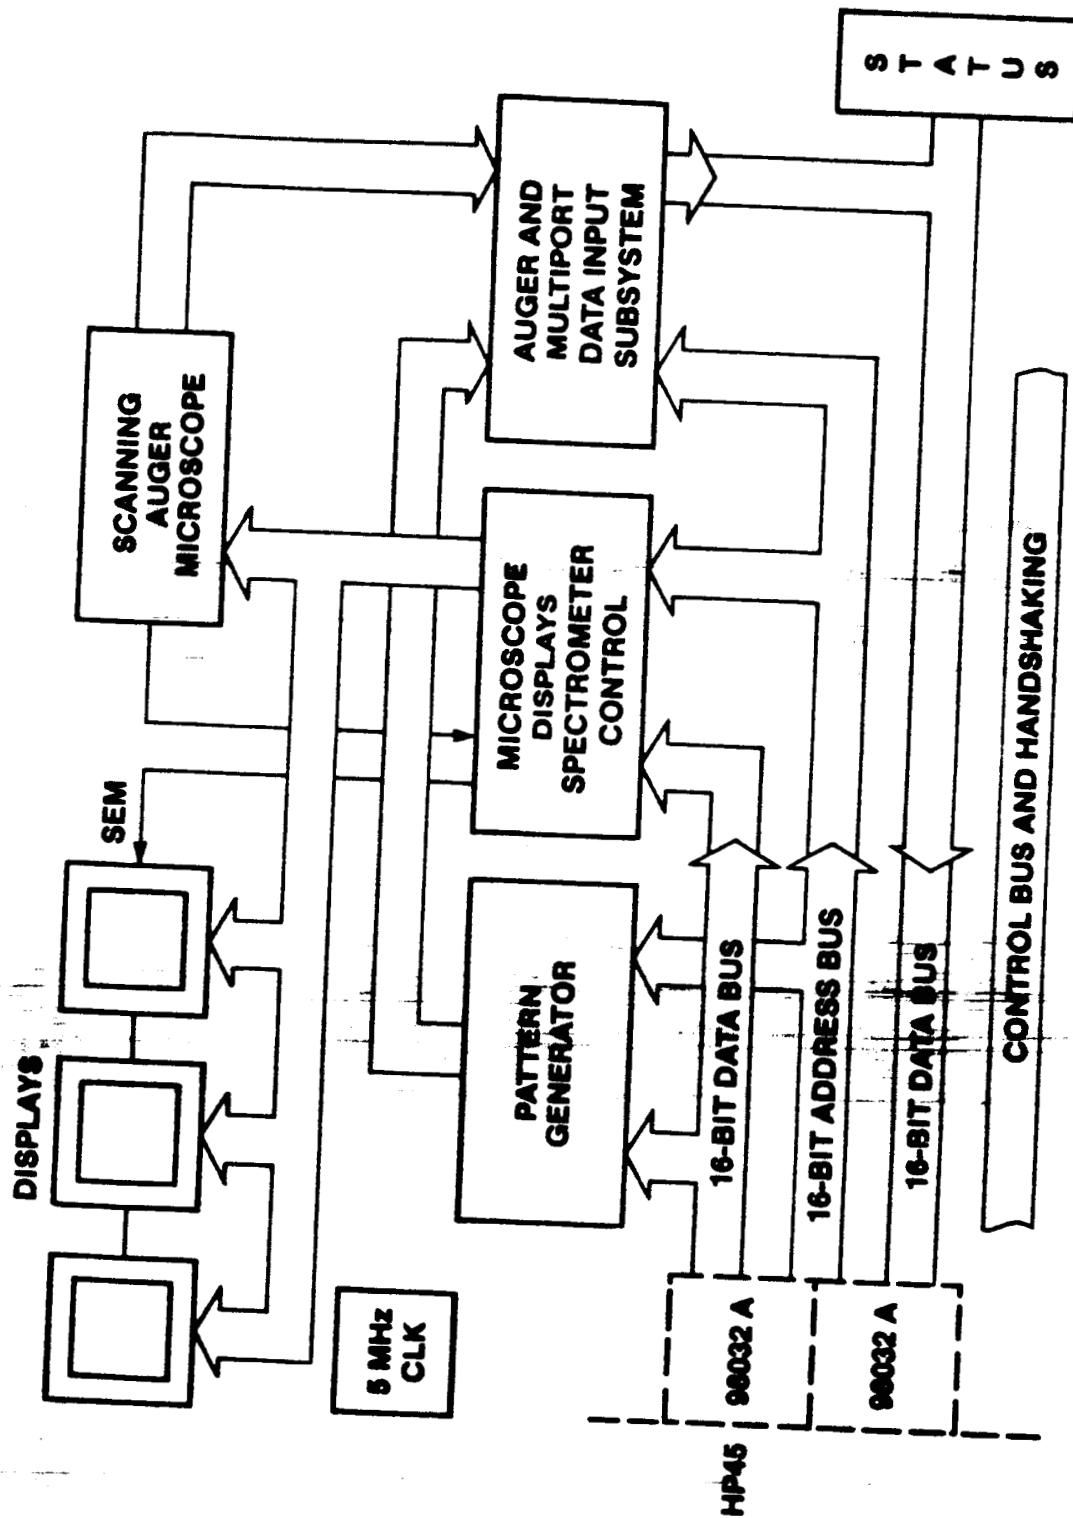 DISPLAYS
SEM
SCANNING
AUGER
MICROSCOPE
5 MHz
CLK
PATTERN
GENERATOR
MICROSCOPE
DISPLAYS
SPECTROMETER
CONTROL
AUGER AND
MULTIPORT
DATA INPUT
SUBSYSTEM
HP45
98032 A
98032 A
16-BIT DATA BUS
16-BIT ADDRESS BUS
16-BIT DATA BUS
CONTROL BUS AND HANDSHAKING
STATUS